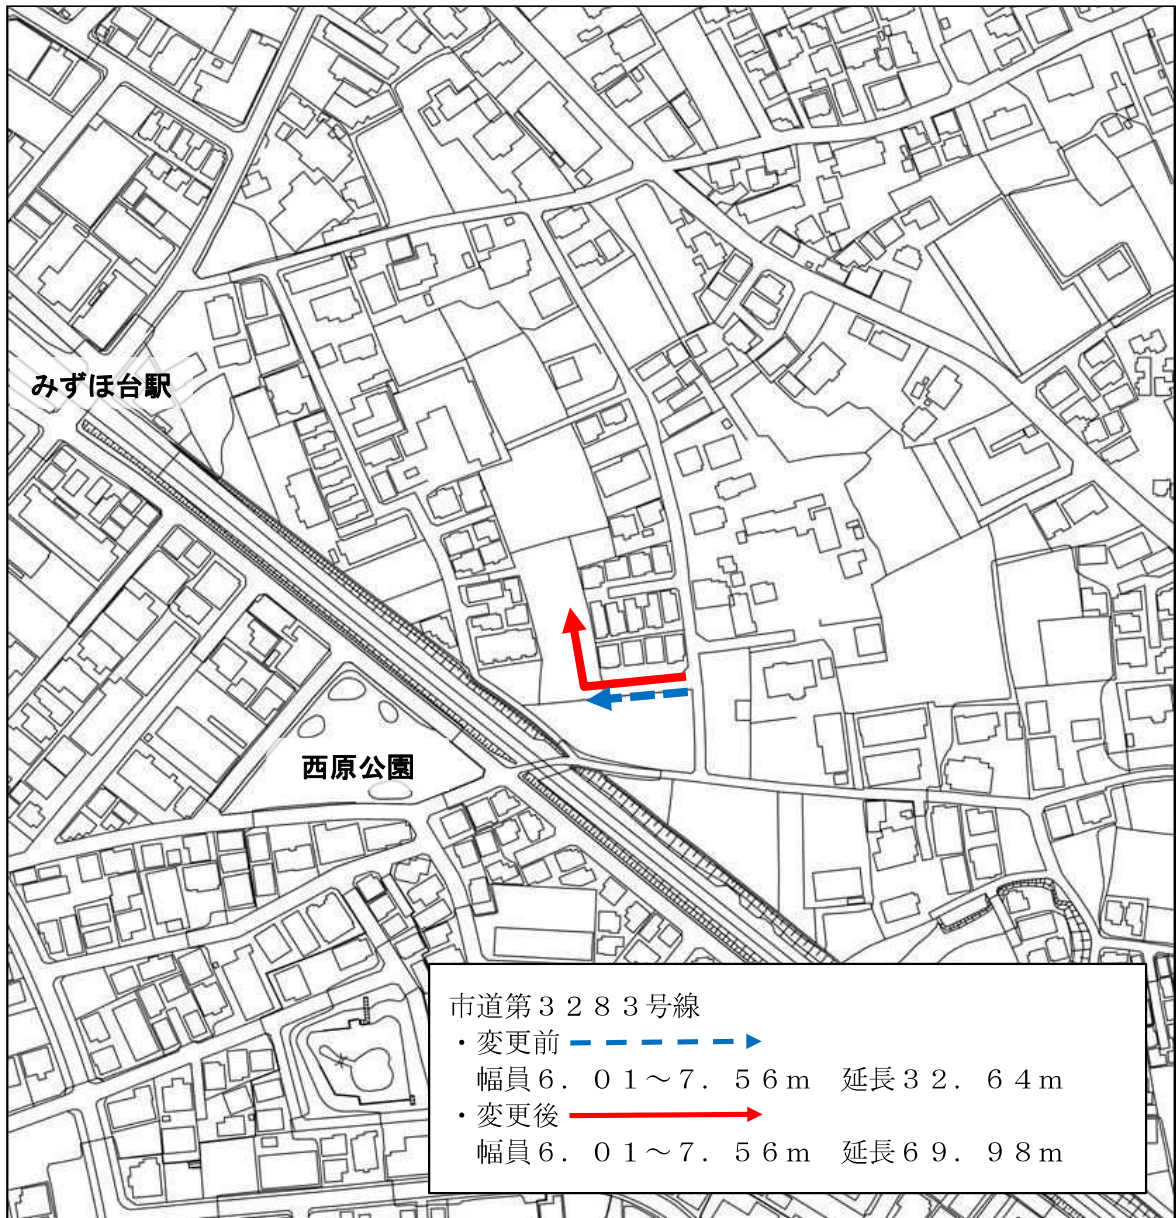 みずほ台駅
西原公園
市道第３２８３号線
・変更前
幅員６．０１～７．５６ｍ　延長３２．６４ｍ
・変更後
幅員６．０１～７．５６ｍ　延長６９．９８ｍ